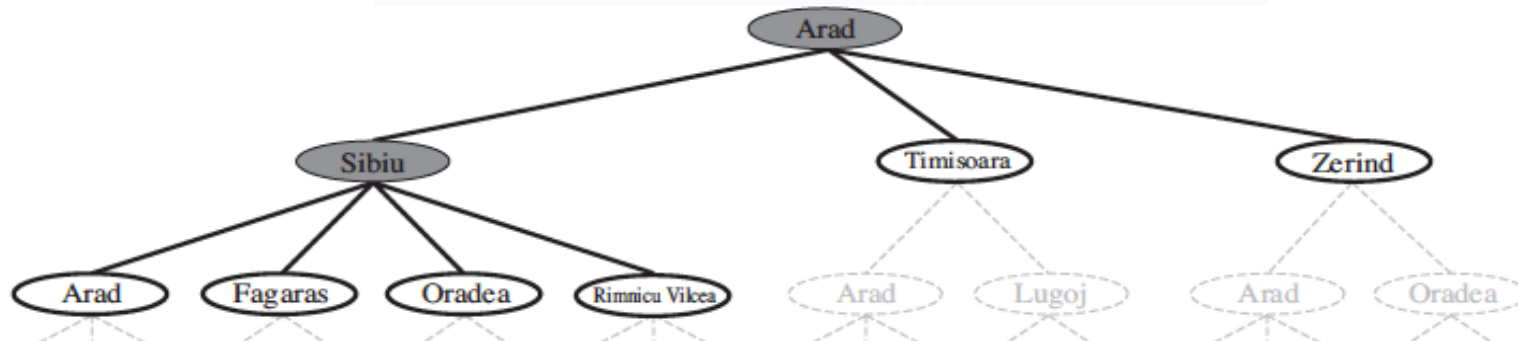 Arad
Sibiu
Timisoara
Zerind
Arad
Fagaras
Oradea
Rimnicu Vilcea
Arad
Lugoj
Arad
Oradea